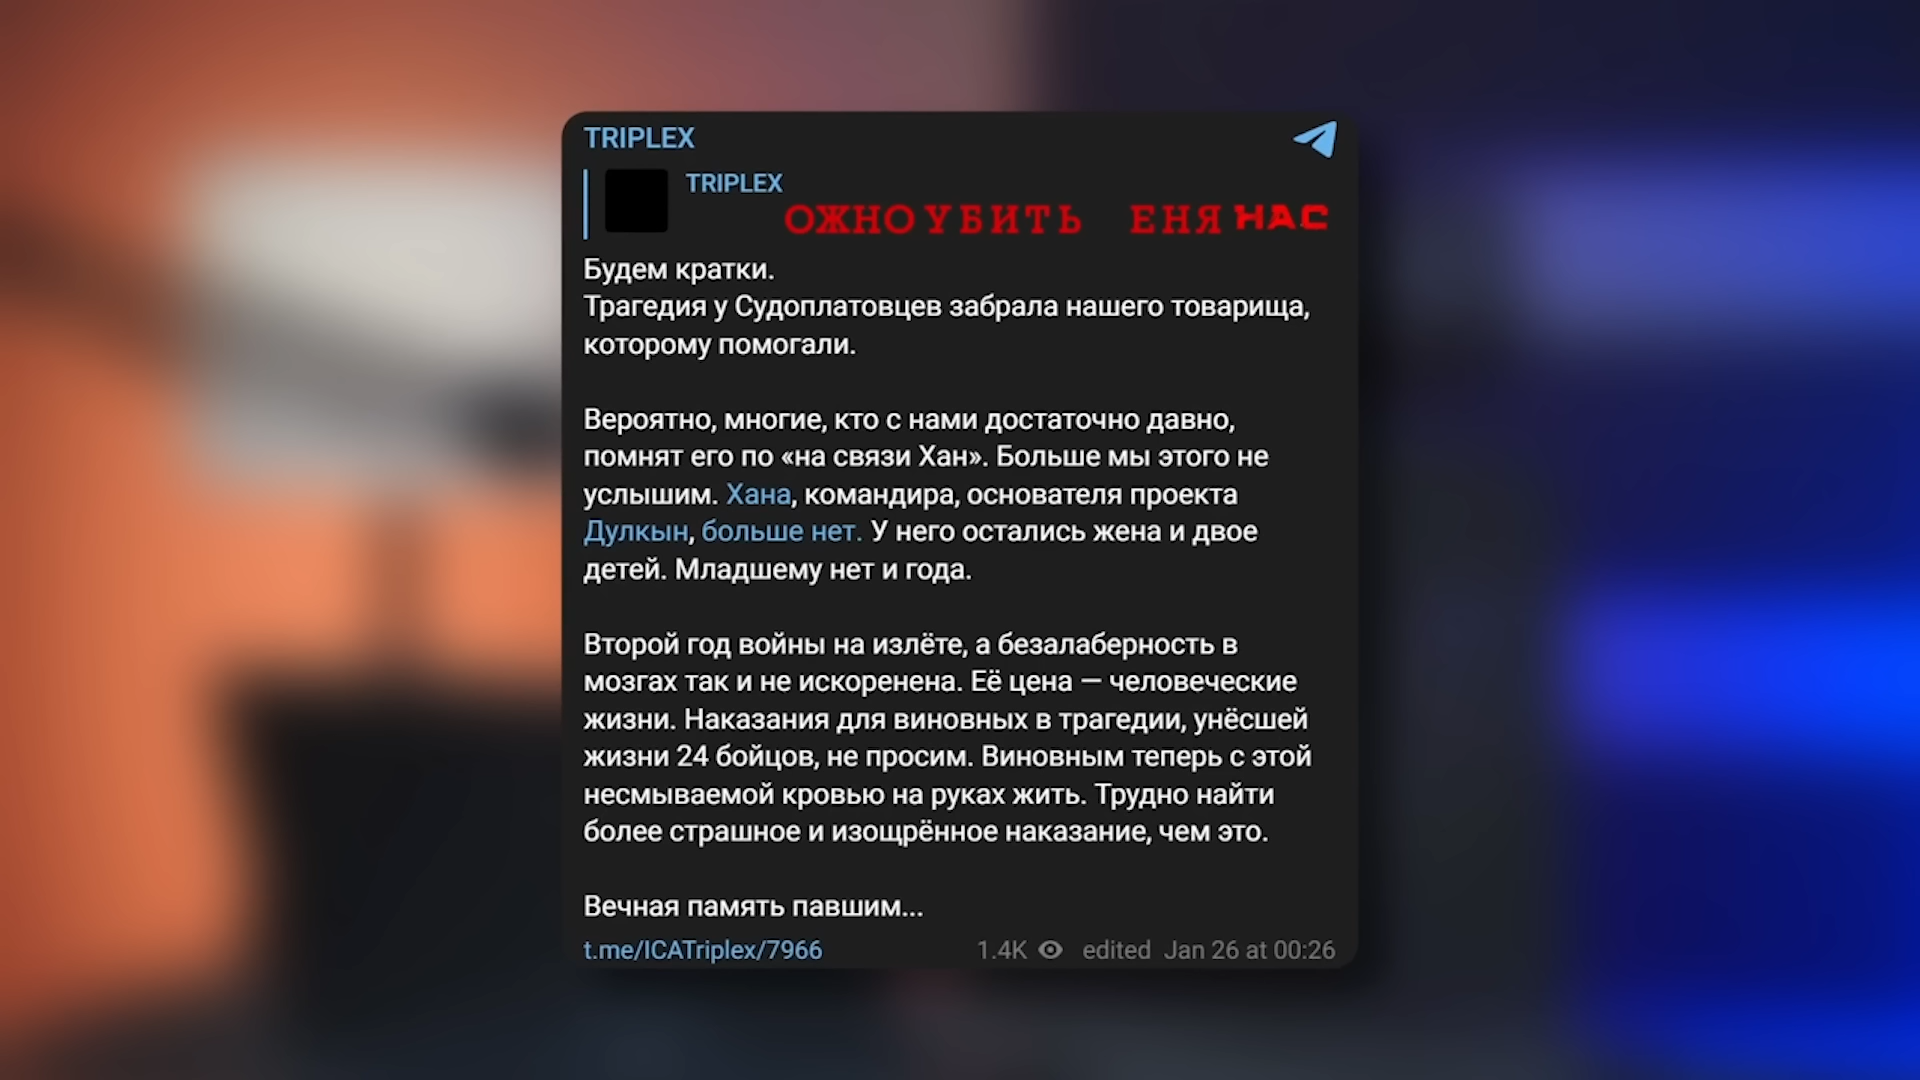 TRIPLEX
TRIPLEX
ОЖНО УБИТЬ ЕНЯ НАС
Будем кратки.
Трагедия у Судоплатовцев забрала нашего товарища,
которому помогали.
Вероятно, многие, кто с нами достаточно давно,
помнят его по «на связи Хан». Больше мы этого не
услышим. Хана, командира, основателя проекта
Дулкын, больше нет. У него остались жена и двое
детей. Младшему нет и года.
Второй год войны на излёте, а безалаберность в
мозгах так и не искоренена. Её цена — человеческие
жизни. Наказания для виновных в трагедии, унёсшей
жизни 24 бойцов, не просим. Виновным теперь с этой
несмываемой кровью на руках жить. Трудно найти
более страшное и изощрённое наказание, чем это.
Вечная память павшим...
t.me/ICATriplex/7966 1.4K edited Jan 26 at 00:26